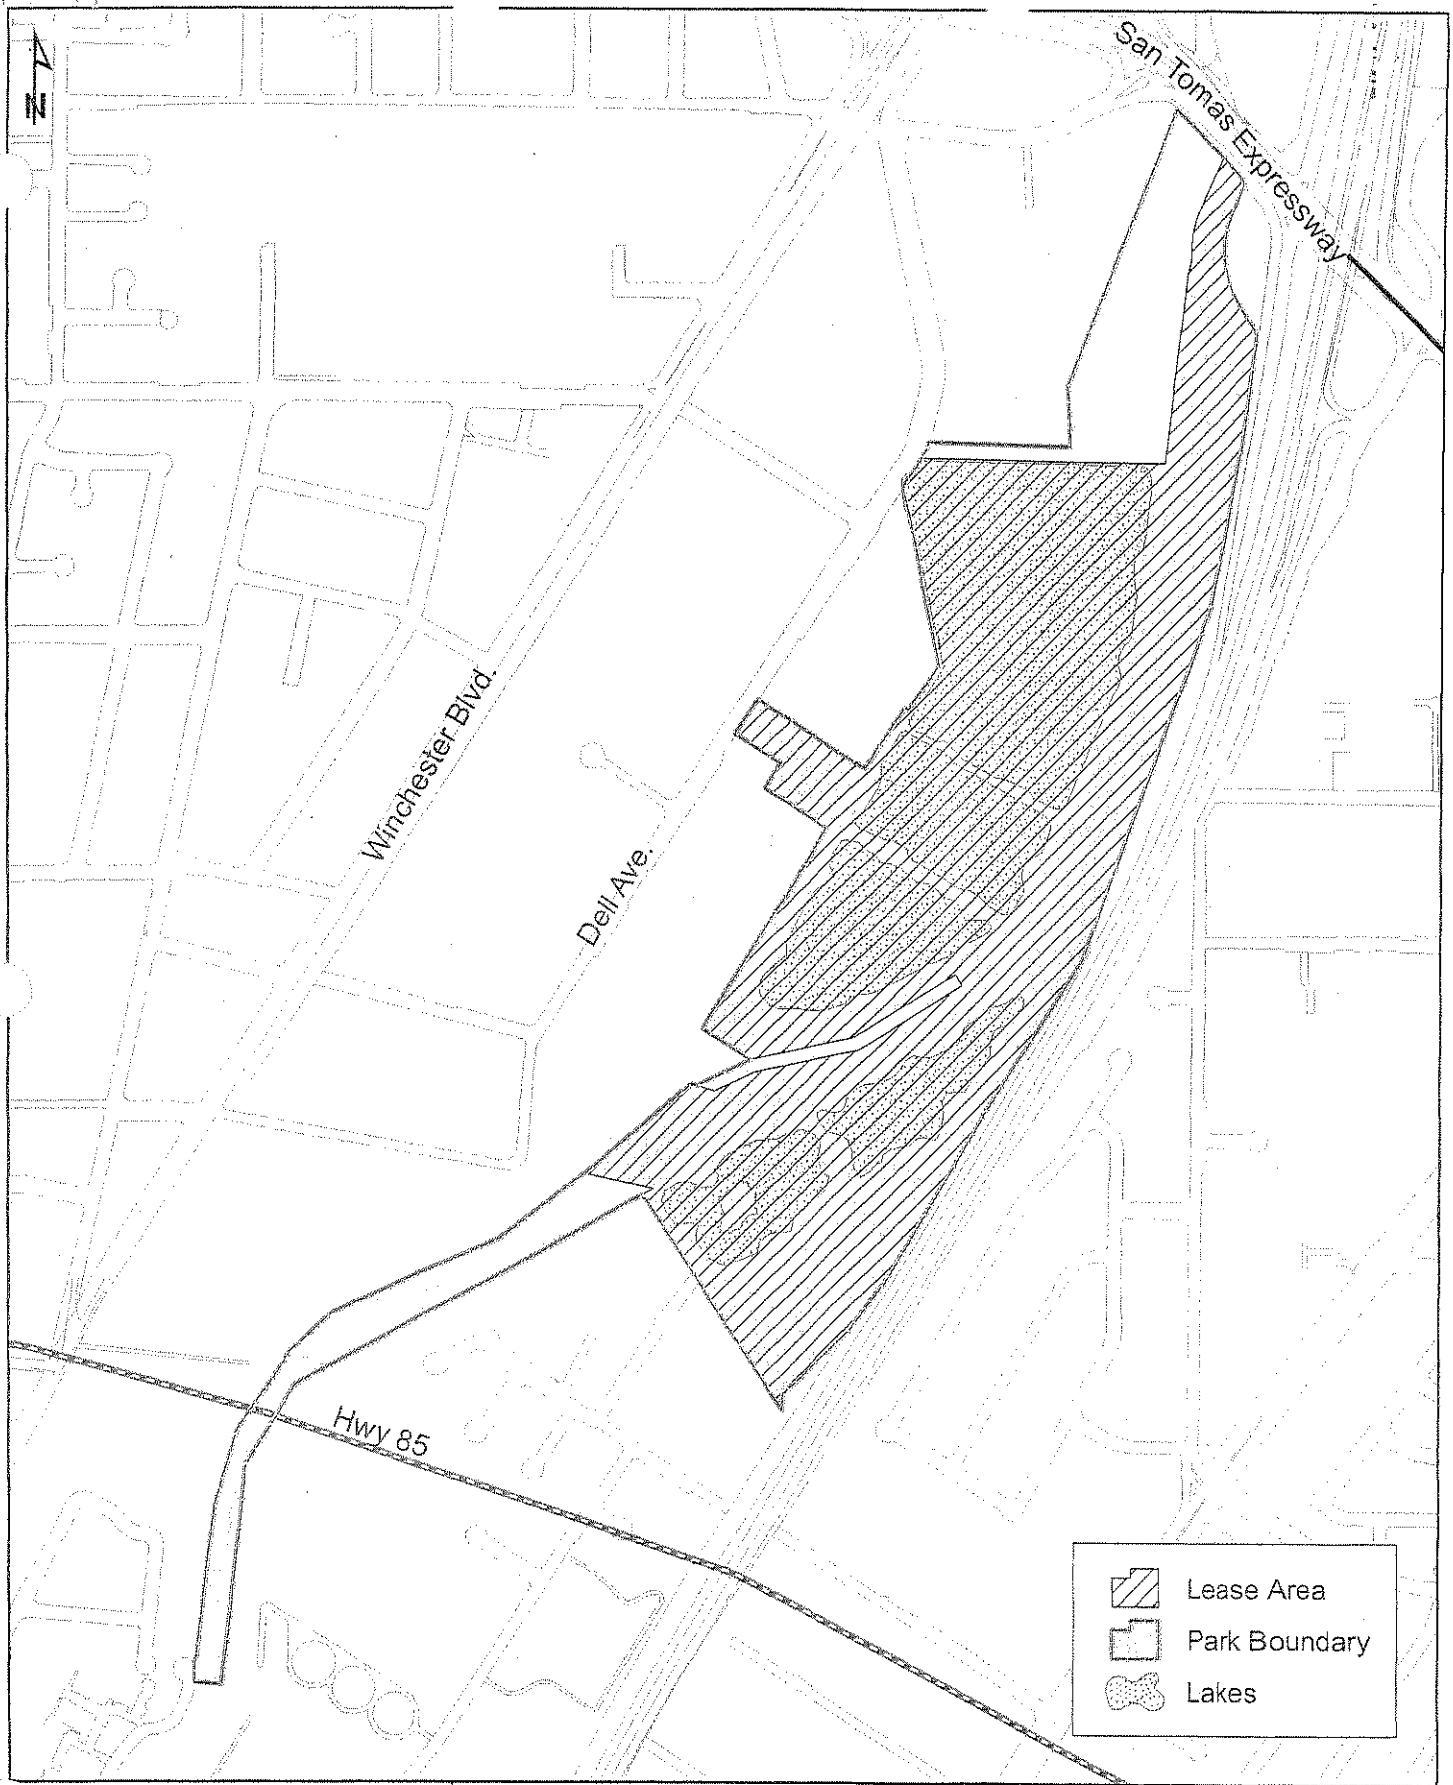 N
San Tomas Expressway
Winchester Blvd.
Dell Ave.
Hwy 85
Lease Area
Park Boundary
Lakes